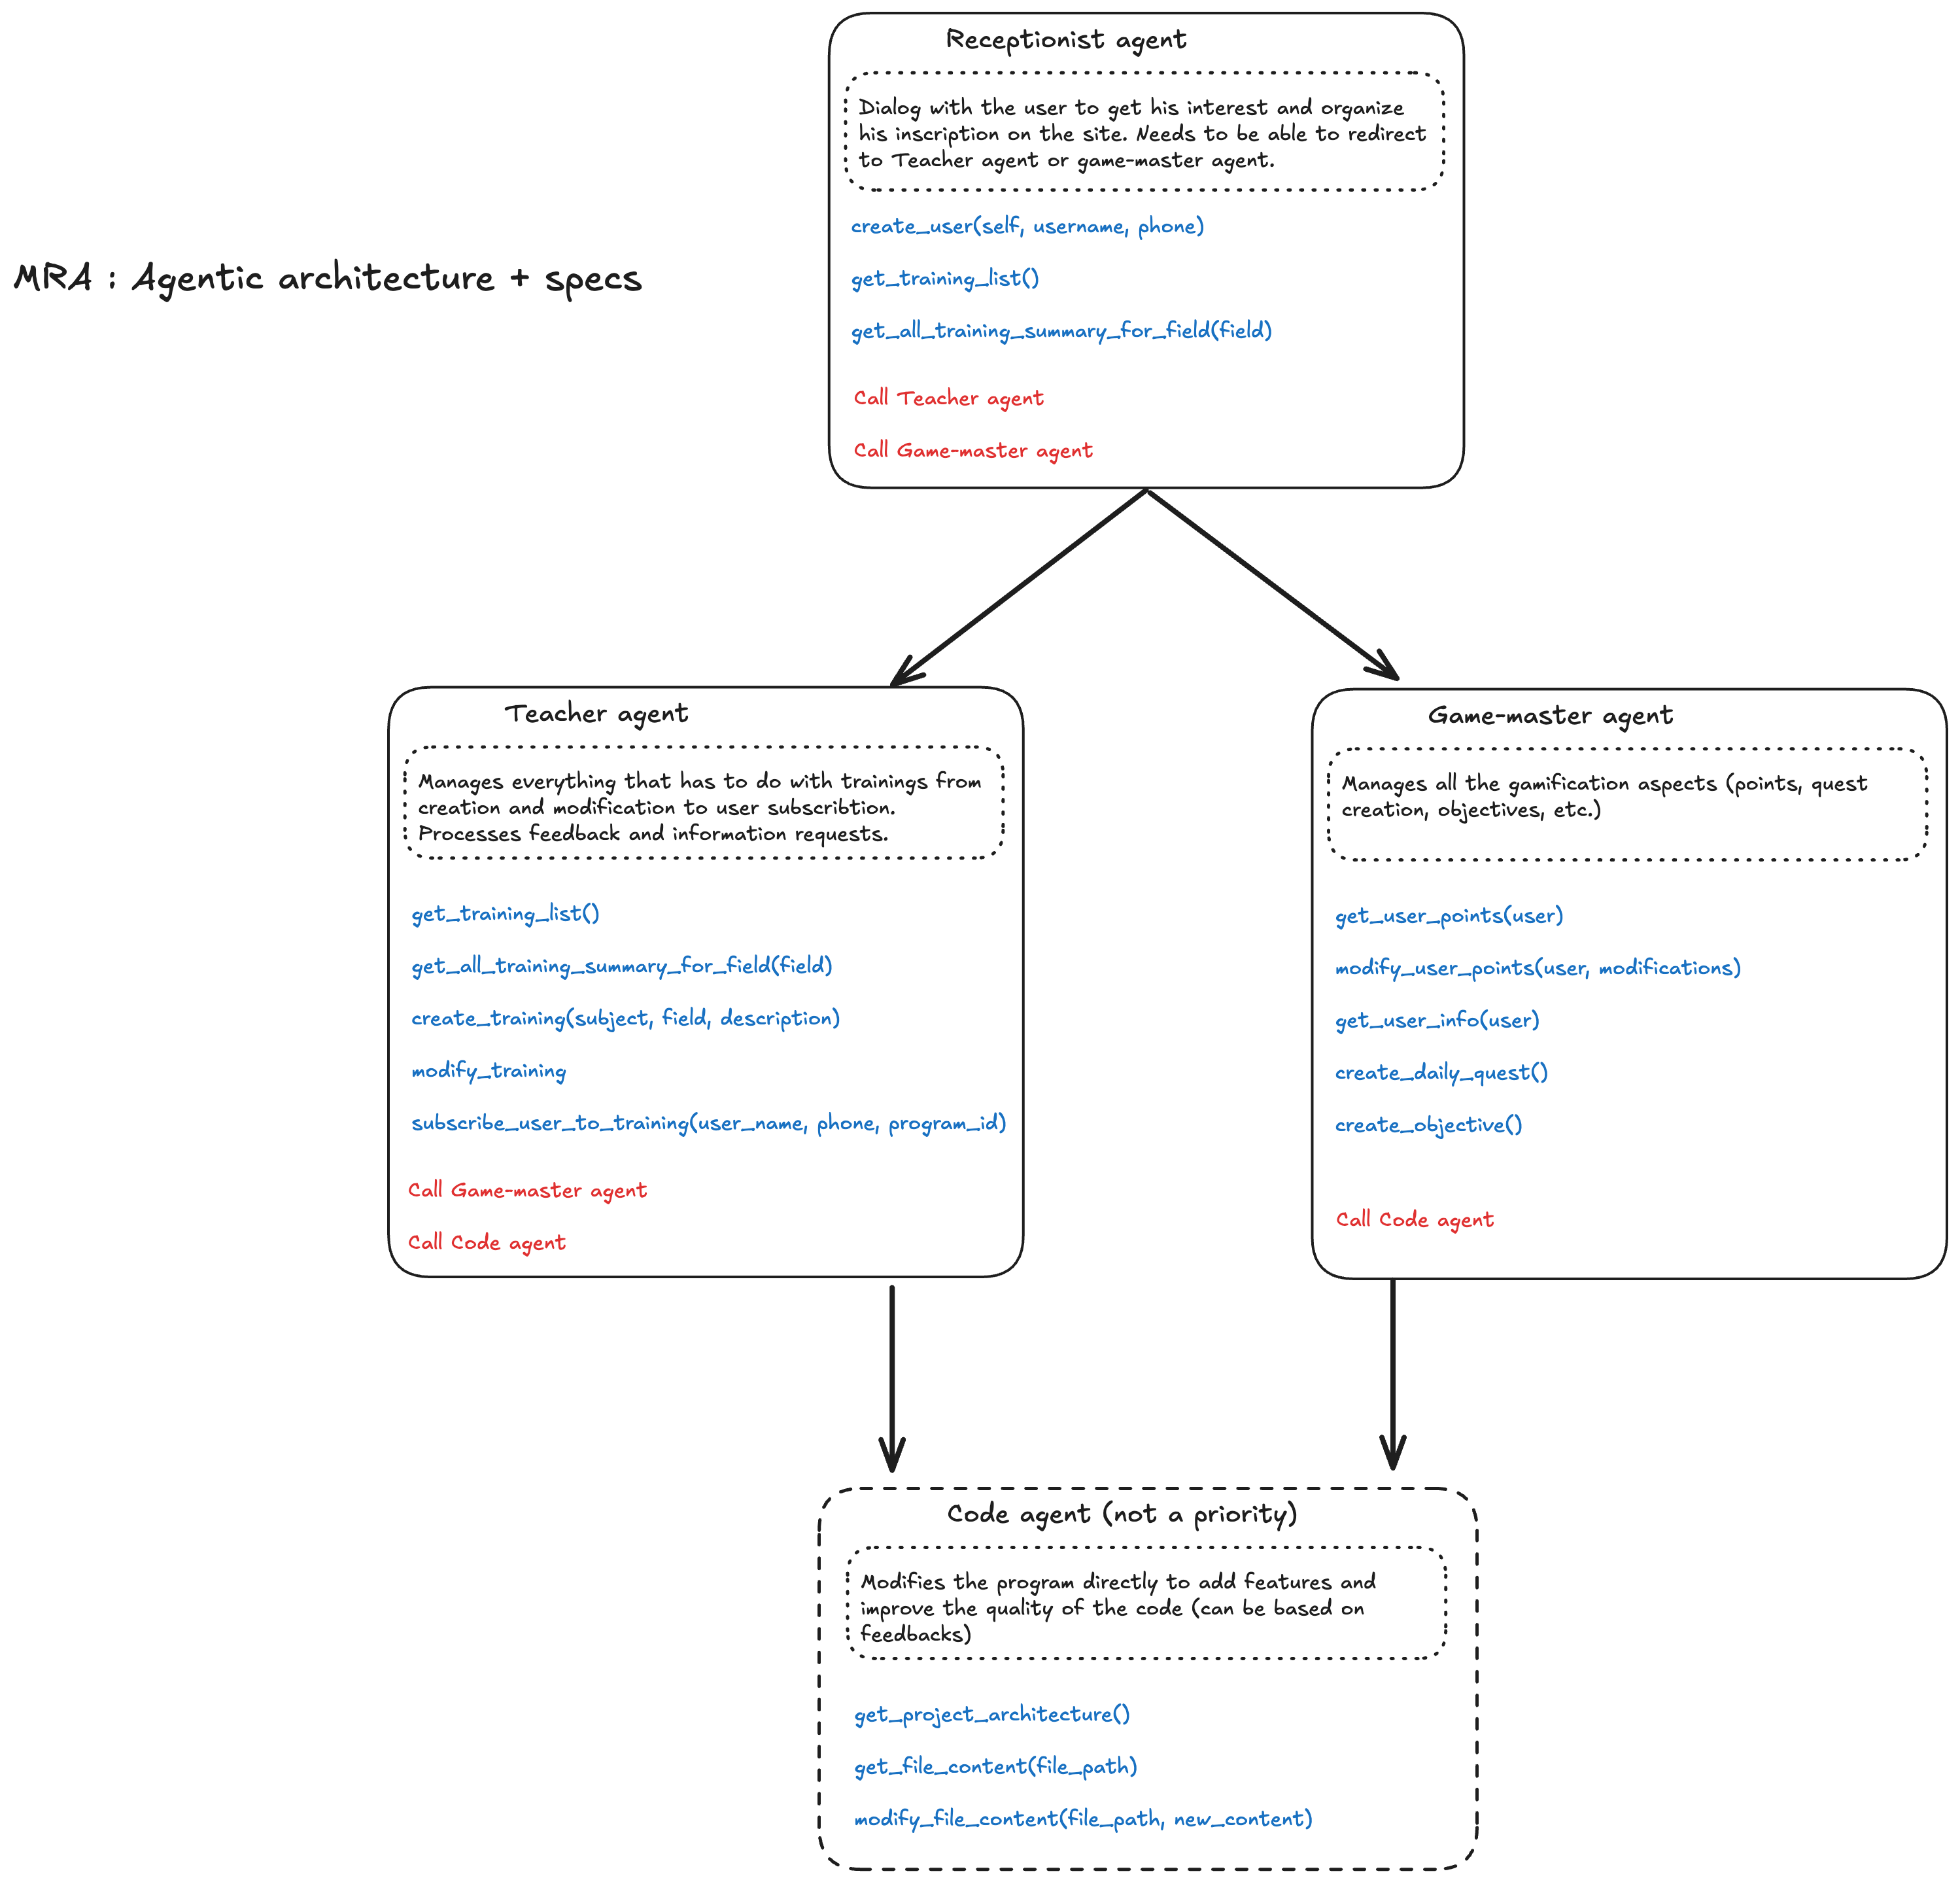 Receptionist agent
Dialog with the user to get his interest and organize
his inscription on the site. Needs to be able to redirect
to Teacher agent or game-master agent.
create_user(self, username, phone)
MRA : Agentic architecture + specs
get_training_list()
get_all_training_summary_for_field(field)
Call Teacher agent
Call Game-master agent
Teacher agent
Manages everything that has to do with trainings from
creation and modification to user subscribtion.
Processes feedback and information requests.
get_training_list()
get_all_training_summary_for_field(field)
create_training(subject, field, description)
modify_training
subscribe_user_to_training(user_name, phone, program_id)
Call Game-master agent
Call Code agent
Game-master agent
Manages all the gamification aspects (points, quest
creation, objectives, etc.)
get_user_points(user)
modify_user_points(user, modifications)
get_user_info(user)
create_daily_quest()
create_objective()
Call Code agent
Code agent (not a priority)
Modifies the program directly to add features and
improve the quality of the code (can be based on
feedbacks)
get_project_architecture()
get_file_content(file_path)
modify_file_content(file_path, new_content)